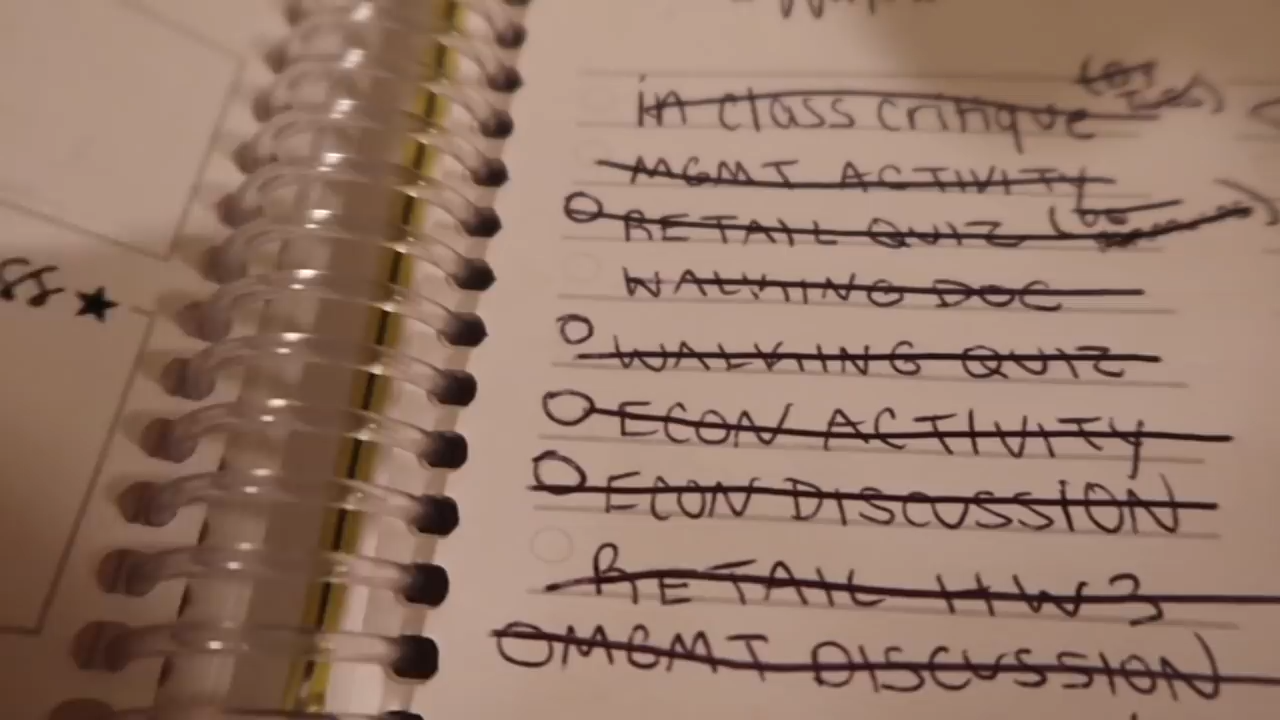 in class critique
MGMT ACTIVITY
RETAIL QUIZ
WALKING DOC
WALKING QUIZ
ECON ACTIVITY
ECON DISCUSSION
RETAIL HW3
MGMT DISCUSSION